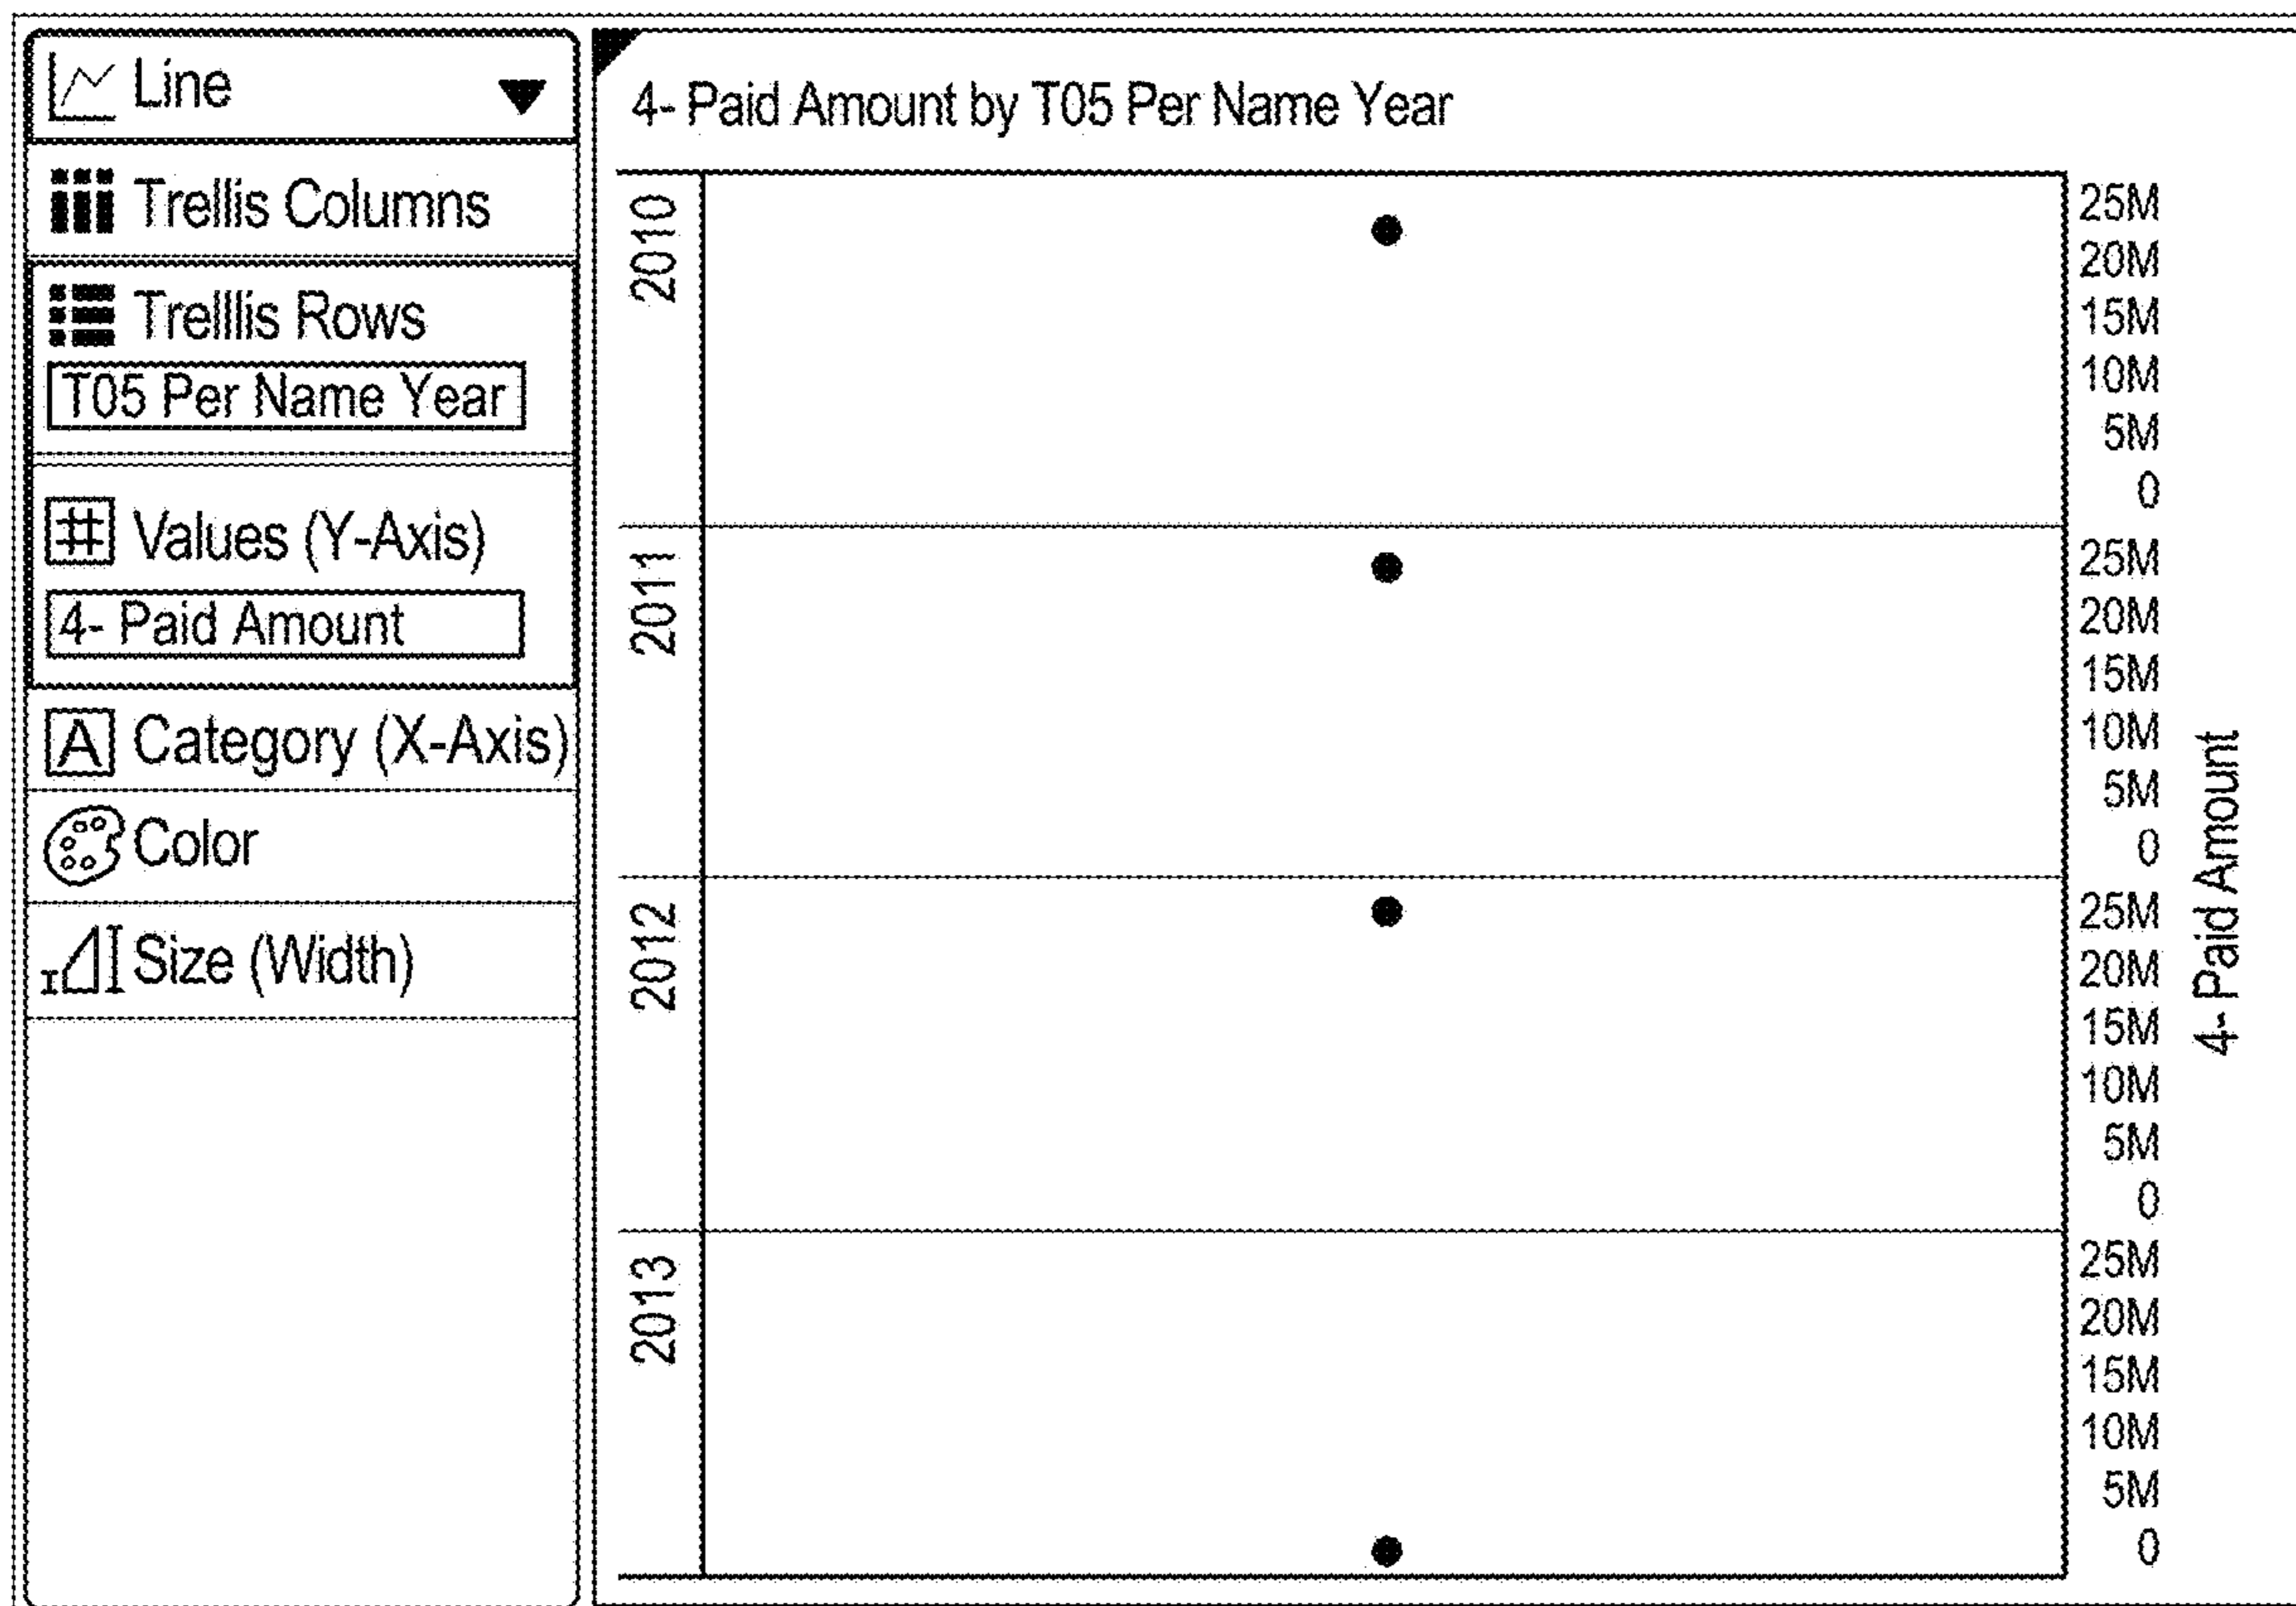 Line
Trellis Columns
Trelllis Rows
T05 Per Name Year
Values (Y-Axis)
4- Paid Amount
A Category (X-Axis)
Color
Size (Width)
4- Paid Amount by T05 Per Name Year
2010
25M
20M
15M
10M
5M
0
2011
25M
20M
15M
10M
5M
0
2012
25M
20M
15M
10M
5M
0
2013
25M
20M
15M
10M
5M
0
4- Paid Amount